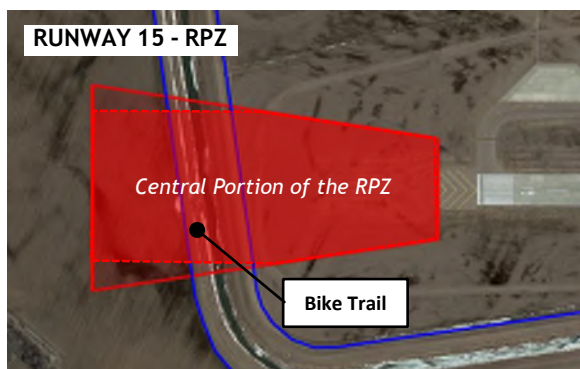 RUNWAY 15 - RPZ
Central Portion of the RPZ
Bike Trail